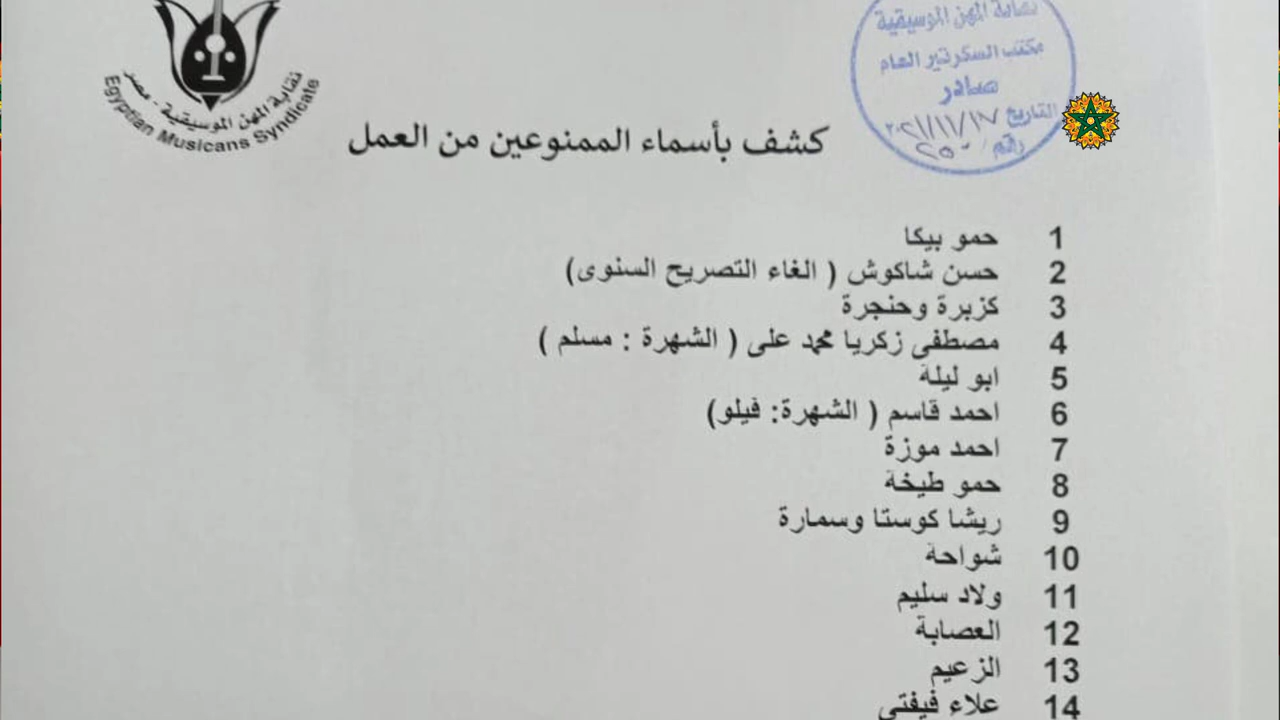 نقابة المهن الموسيقية - مصر
Egyptian Musicans Syndicate
نقابة المهن الموسيقية
مكتب السكرتير العام
صادر
التاريخ ٢٠٢١/١١/١٧
رقم / ٢٥٠
كشف بأسماء الممنوعين من العمل
1 حمو بيكا
2 حسن شاكوش ( الغاء التصريح السنوى)
3 كزبرة وحنجرة
4 مصطفى زكريا محمد على ( الشهرة : مسلم )
5 ابو ليلة
6 احمد قاسم ( الشهرة: فيلو)
7 احمد موزة
8 حمو طيخة
9 ريشا كوستا وسمارة
10 شواحة
11 ولاد سليم
12 العصابة
13 الزعيم
14 علاء فيفتى